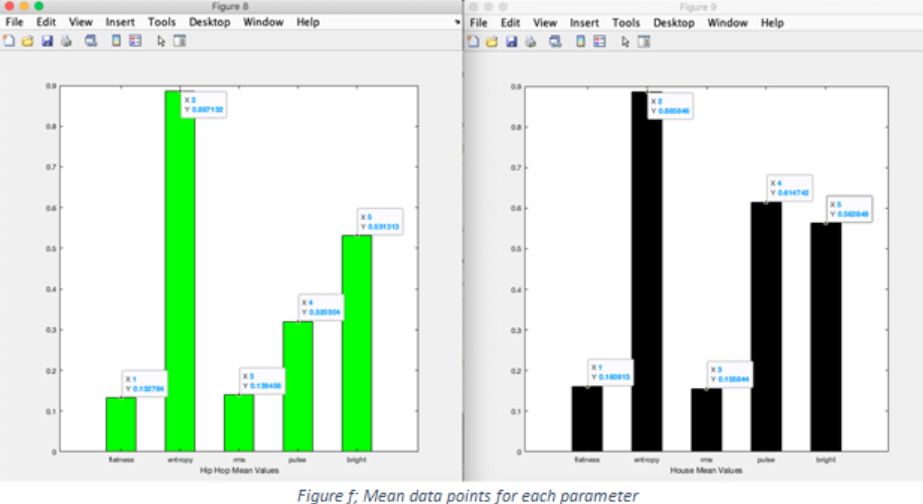 Figure 8
File Edit View Insert Tools Desktop Window Help
0.9
0.8
0.7
0.6
0.5
0.4
0.3
0.2
0.1
0
X 1
Y 0.132784
X 2
Y 0.887132
X 3
Y 0.139456
X 4
Y 0.320304
X 5
Y 0.531313
flatness entropy rms pulse bright
Hip Hop Mean Values
Figure 9
File Edit View Insert Tools Desktop Window Help
0.9
0.8
0.7
0.6
0.5
0.4
0.3
0.2
0.1
0
X 1
Y 0.160913
X 2
Y 0.885846
X 3
Y 0.155844
X 4
Y 0.614742
X 5
Y 0.562848
flatness entropy rms pulse bright
House Mean Values
Figure f; Mean data points for each parameter